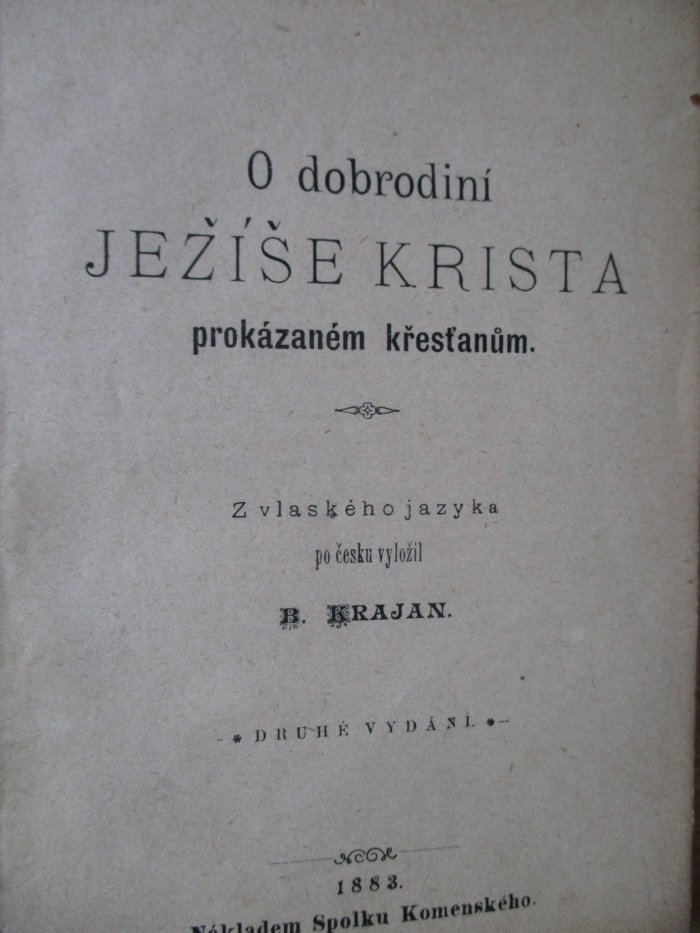 O dobrodiní
JEŽÍŠE KRISTA
prokázaném křesťanům.
Z vlaského jazyka
po česku vyložil
B. KRAJAN.
DRUHÉ VYDÁNÍ.
1883.
Nákladem Spolku Komenského.